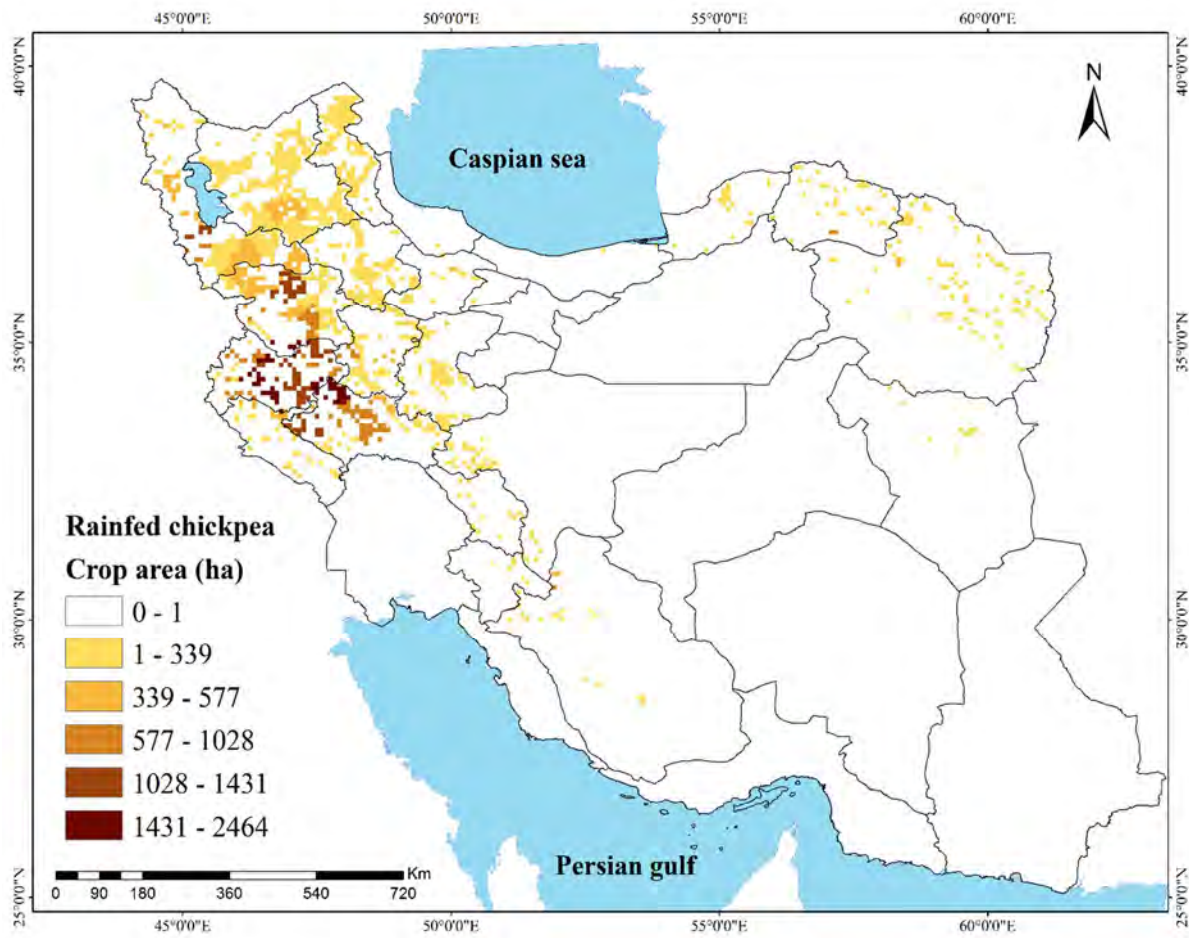 45°0'0"E 50°0'0"E 55°0'0"E 60°0'0"E
40°0'0"N 40°0'0"N
N
Caspian sea
35°0'0"N 35°0'0"N
Rainfed chickpea
Crop area (ha)
0 - 1
1 - 339
339 - 577
577 - 1028
1028 - 1431
1431 - 2464
30°0'0"N 30°0'0"N
Persian gulf
Km
0 45 90 180 360 540 720
25°0'0"N 25°0'0"N
45°0'0"E 50°0'0"E 55°0'0"E 60°0'0"E